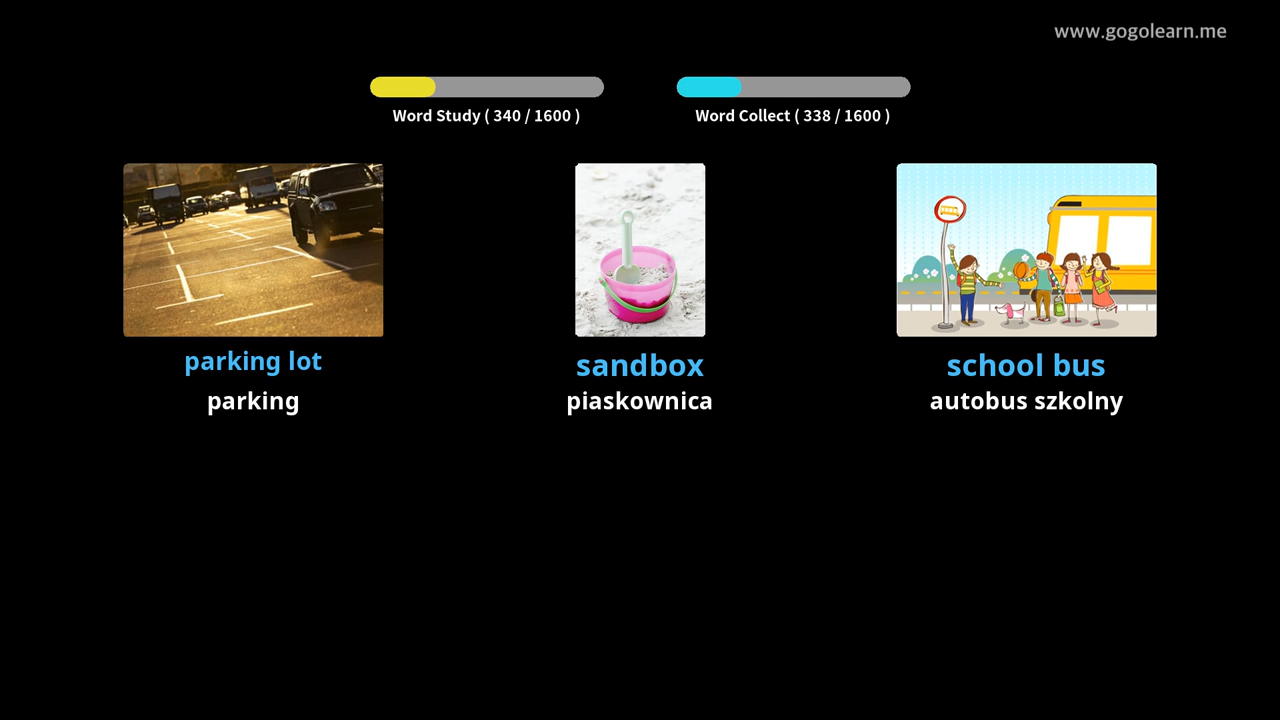 www.gogolearn.me
Word Study ( 340 / 1600 )
Word Collect ( 338 / 1600 )
parking lot
parking
sandbox
piaskownica
school bus
autobus szkolny